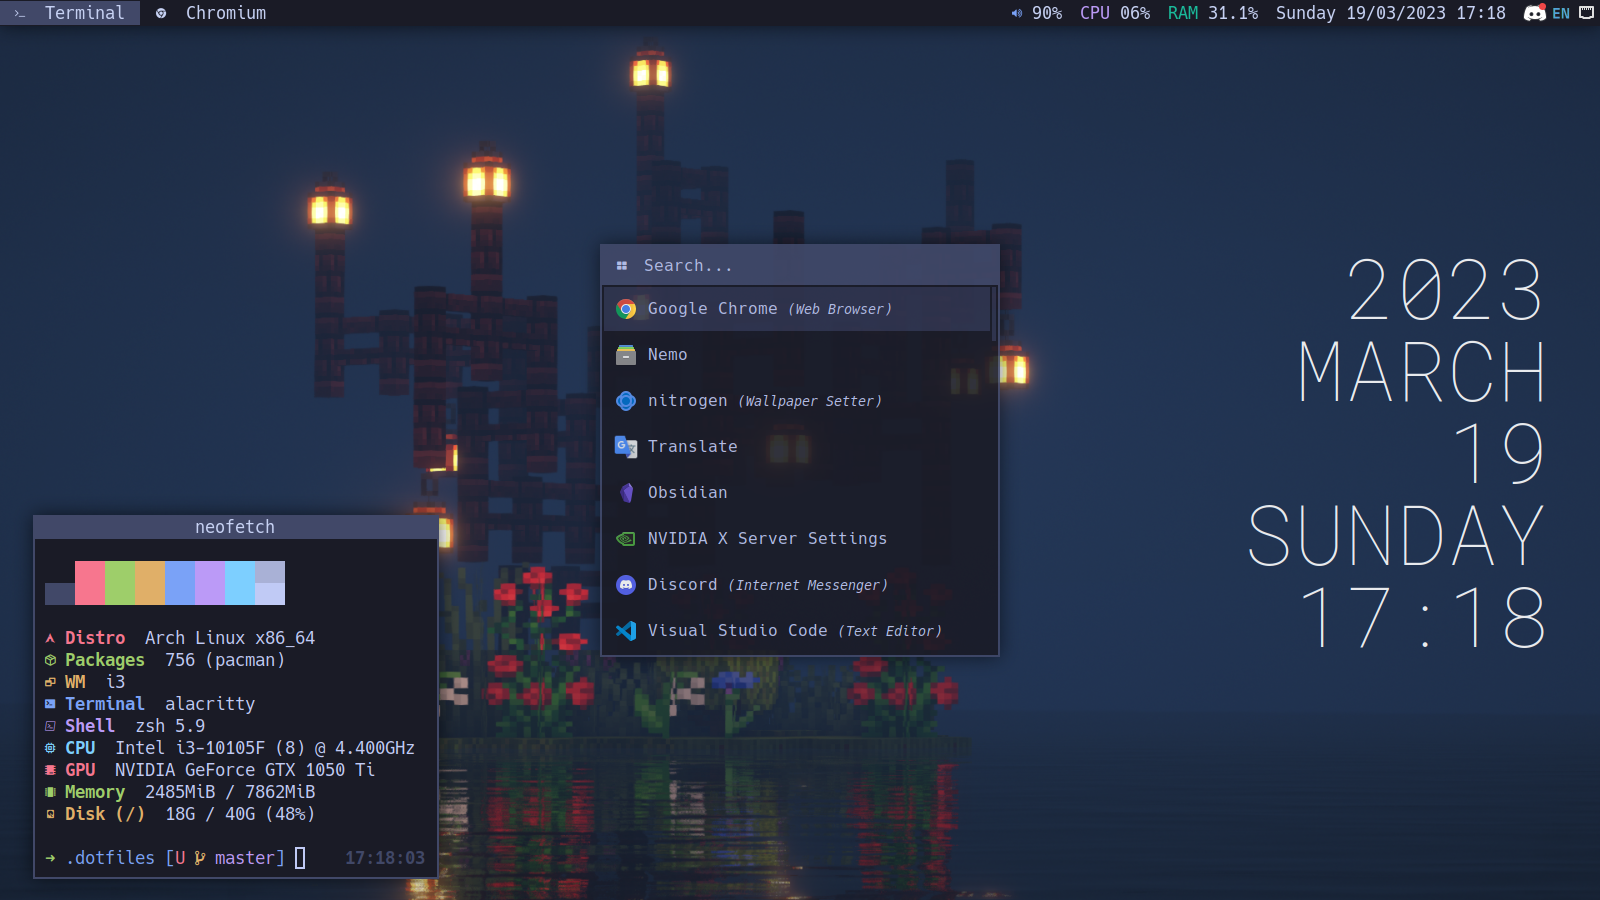 Terminal
Chromium
90% CPU 06% RAM 31.1% Sunday 19/03/2023 17:18 EN
Search...
Google Chrome (Web Browser)
Nemo
nitrogen (Wallpaper Setter)
Translate
Obsidian
NVIDIA X Server Settings
Discord (Internet Messenger)
Visual Studio Code (Text Editor)
2023
MARCH
19
SUNDAY
17:18
neofetch
Distro Arch Linux x86_64
Packages 756 (pacman)
WM i3
Terminal alacritty
Shell zsh 5.9
CPU Intel i3-10105F (8) @ 4.400GHz
GPU NVIDIA GeForce GTX 1050 Ti
Memory 2485MiB / 7862MiB
Disk (/) 18G / 40G (48%)
→ .dotfiles [U master] 17:18:03